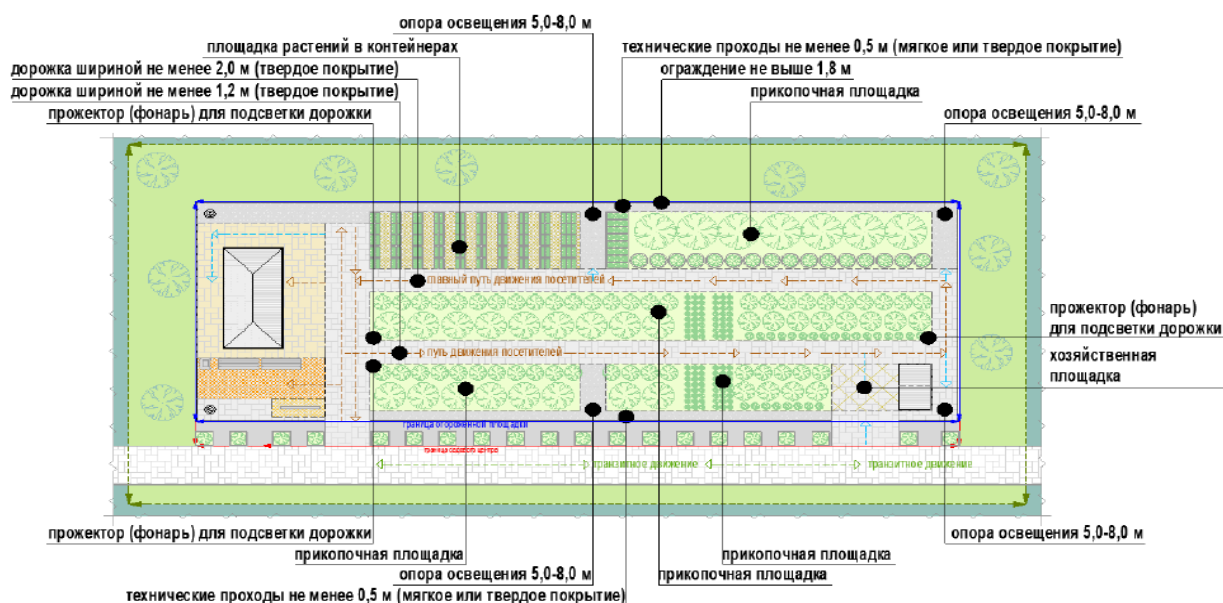 опора освещения 5,0-8,0 м
площадка растений в контейнерах
технические проходы не менее 0,5 м (мягкое или твердое покрытие)
дорожка шириной не менее 2,0 м (твердое покрытие)
ограждение не выше 1,8 м
дорожка шириной не менее 1,2 м (твердое покрытие)
прикопочная площадка
прожектор (фонарь) для подсветки дорожки
опора освещения 5,0-8,0 м
главный путь движения посетителей
прожектор (фонарь)
для подсветки дорожки
путь движения посетителей
хозяйственная
площадка
граница огороженной площадки
граница садового центра
транзитное движение
транзитное движение
прожектор (фонарь) для подсветки дорожки
опора освещения 5,0-8,0 м
прикопочная площадка
прикопочная площадка
опора освещения 5,0-8,0 м
прикопочная площадка
технические проходы не менее 0,5 м (мягкое или твердое покрытие)